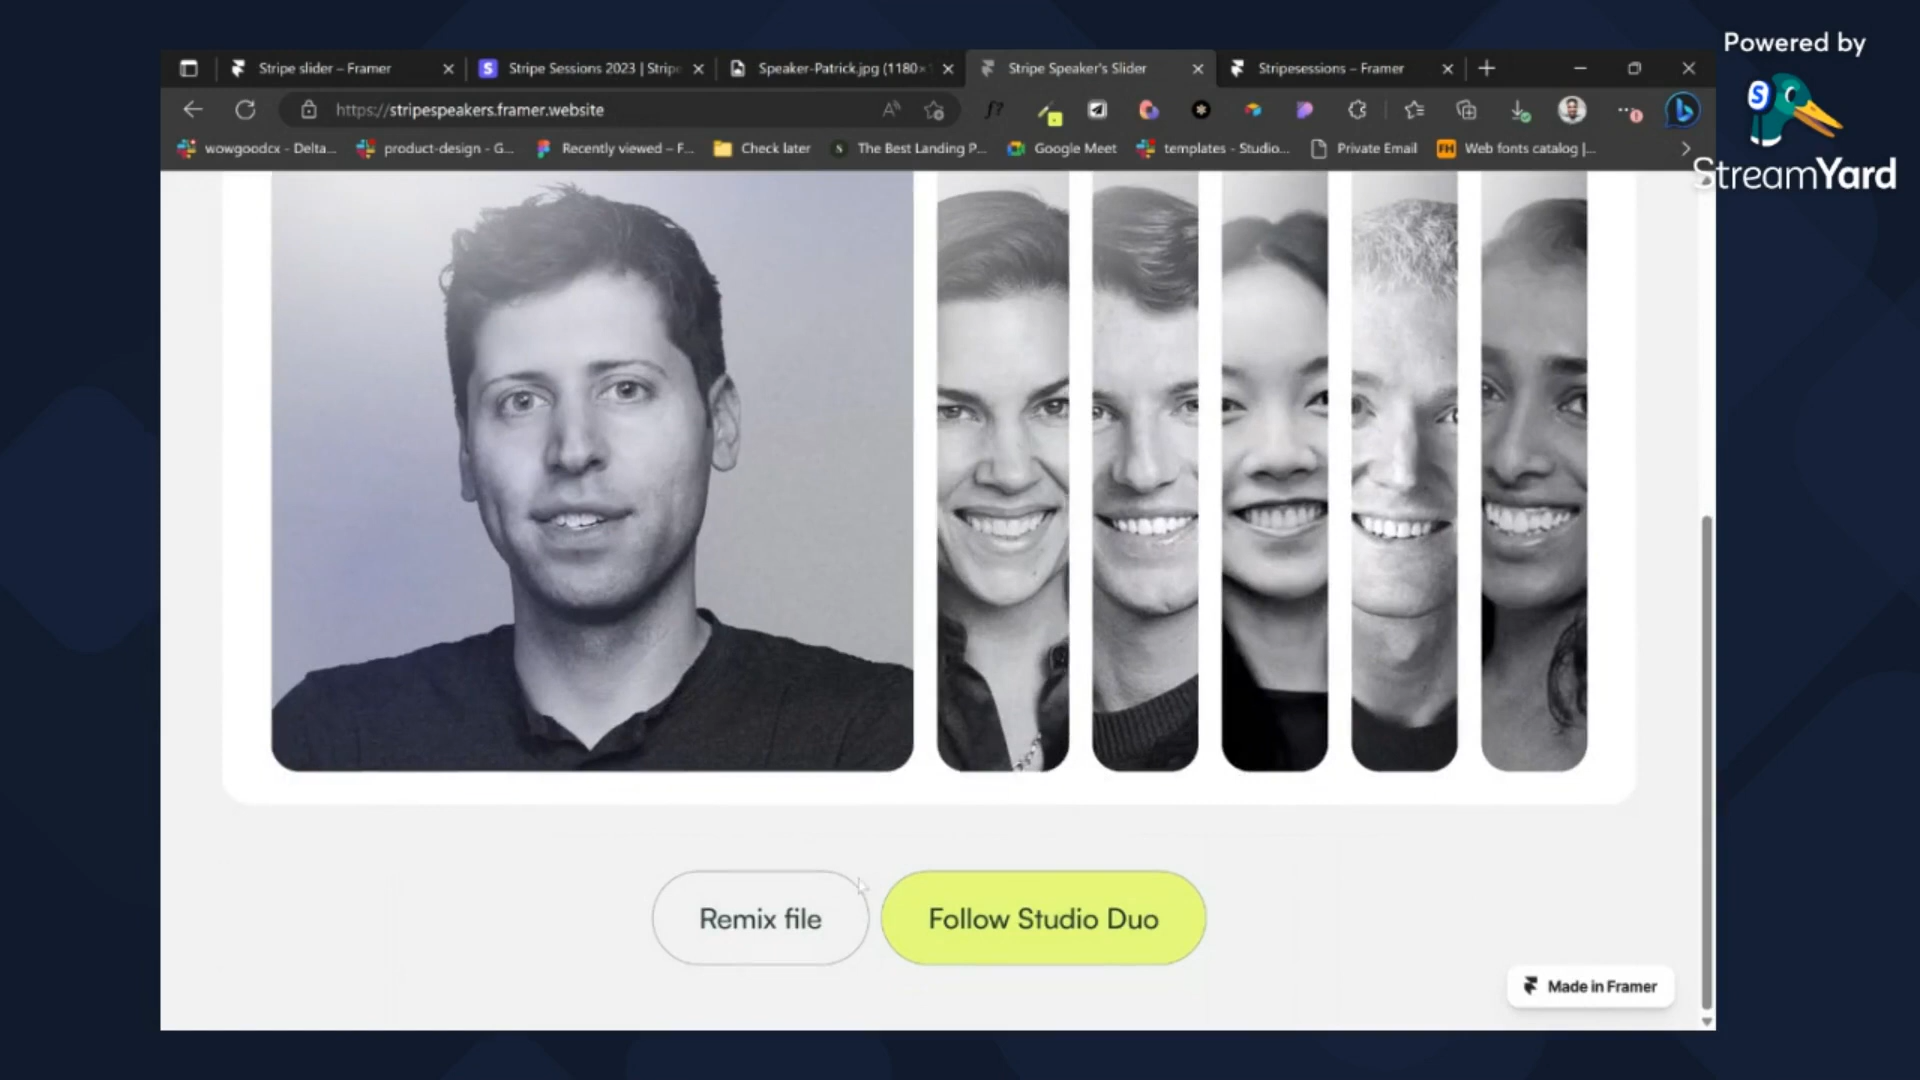 Powered by
StreamYard
Stripe slider – Framer
Stripe Sessions 2023 | Stripe
Speaker-Patrick.jpg (1180×
Stripe Speaker's Slider
Stripesessions – Framer
https://stripespeakers.framer.website
wowgoodcx - Delta...
product-design - G...
Recently viewed – F...
Check later
The Best Landing P...
Google Meet
templates - Studio...
Private Email
FH
Web fonts catalog |...
Remix file
Follow Studio Duo
Made in Framer